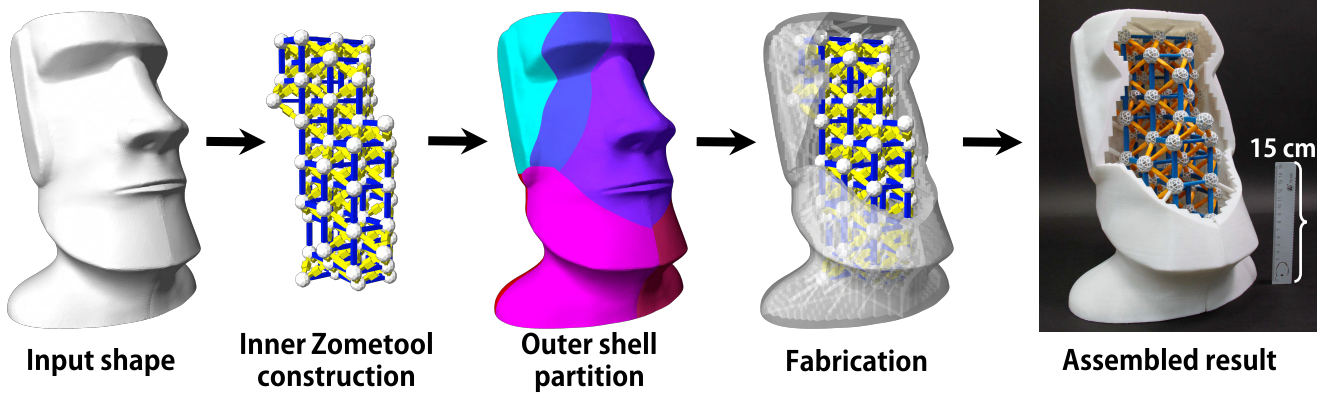 15 cm
Input shape
Inner Zometool
construction
Outer shell
partition
Fabrication
Assembled result